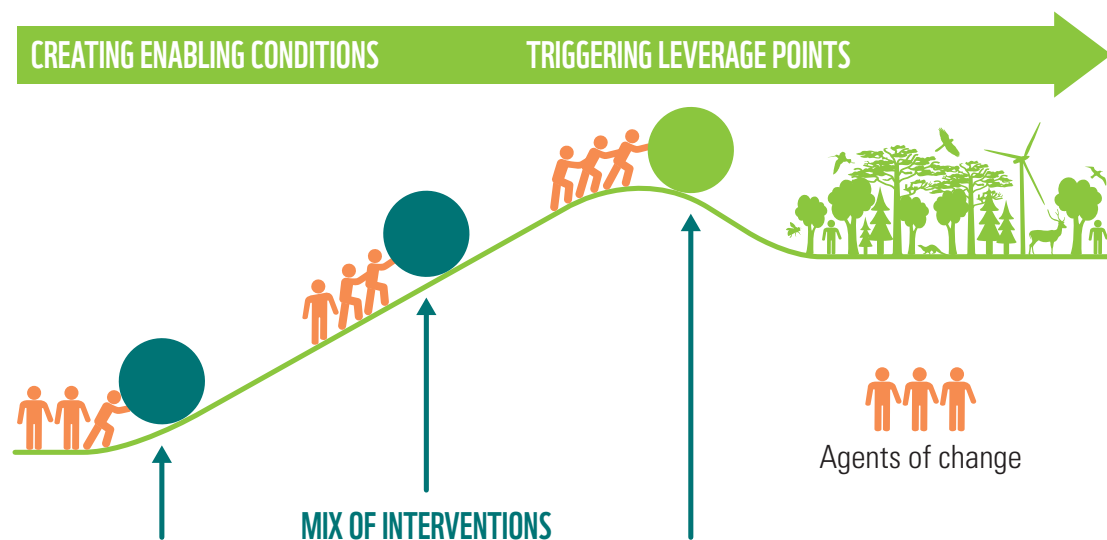 CREATING ENABLING CONDITIONS
TRIGGERING LEVERAGE POINTS
Agents of change
MIX OF INTERVENTIONS